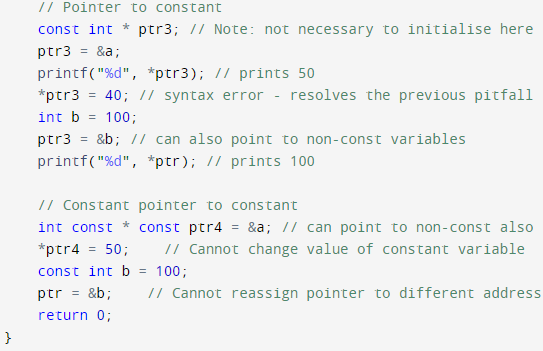 // Pointer to constant
const int * ptr3; // Note: not necessary to initialise here
ptr3 = &a;
printf("%d", *ptr3); // prints 50
*ptr3 = 40; // syntax error - resolves the previous pitfall
int b = 100;
ptr3 = &b; // can also point to non-const variables
printf("%d", *ptr); // prints 100
// Constant pointer to constant
int const * const ptr4 = &a; // can point to non-const also
*ptr4 = 50;    // Cannot change value of constant variable
const int b = 100;
ptr = &b;    // Cannot reassign pointer to different address
return 0;
}